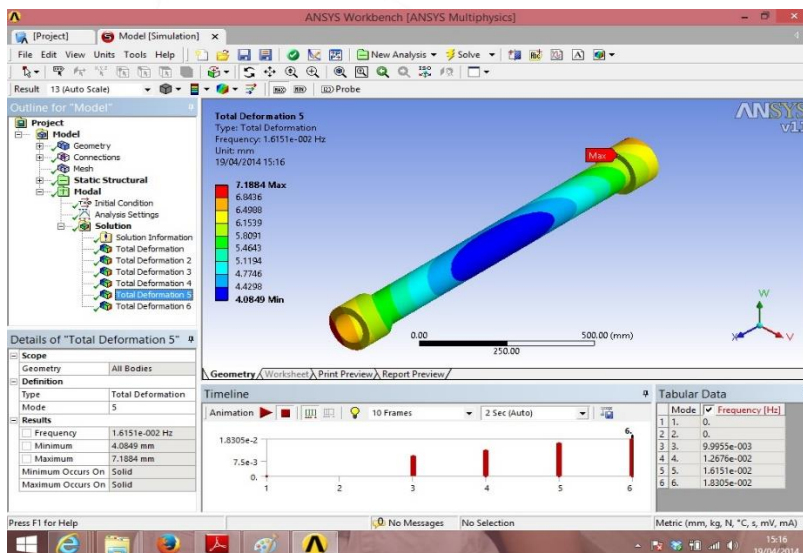 ANSYS Workbench [ANSYS Multiphysics]
[Project] Model [Simulation]
File Edit View Units Tools Help New Analysis Solve
Result 13 (Auto Scale) Probe
Outline for "Model"
Project
Model
Geometry
Connections
Mesh
Static Structural
Modal
Initial Condition
Analysis Settings
Solution
Solution Information
Total Deformation
Total Deformation 2
Total Deformation 3
Total Deformation 4
Total Deformation 5
Total Deformation 6
Details of "Total Deformation 5"
Scope
Geometry All Bodies
Definition
Type Total Deformation
Mode 5
Results
Frequency 1.6151e-002 Hz
Minimum 4.0849 mm
Maximum 7.1884 mm
Minimum Occurs On Solid
Maximum Occurs On Solid
Total Deformation 5
Type: Total Deformation
Frequency: 1.6151e-002 Hz
Unit: mm
19/04/2014 15:16
7.1884 Max
6.8436
6.4988
6.1539
5.8091
5.4643
5.1194
4.7746
4.4298
4.0849 Min
ANSYS
Max
0.00 500.00 (mm)
250.00
W
X V
Geometry Worksheet Print Preview Report Preview
Timeline
Animation 10 Frames 2 Sec (Auto)
6.
1.8305e-2
7.5e-3
0.
1 2 3 4 5 6
Tabular Data
Mode Frequency [Hz]
1 1. 0.
2 2. 0.
3 3. 9.9955e-003
4 4. 1.2676e-002
5 5. 1.6151e-002
6 6. 1.8305e-002
Press F1 for Help 0 No Messages No Selection Metric (mm, kg, N, °C, s, mV, mA)
15:16
19/04/2014